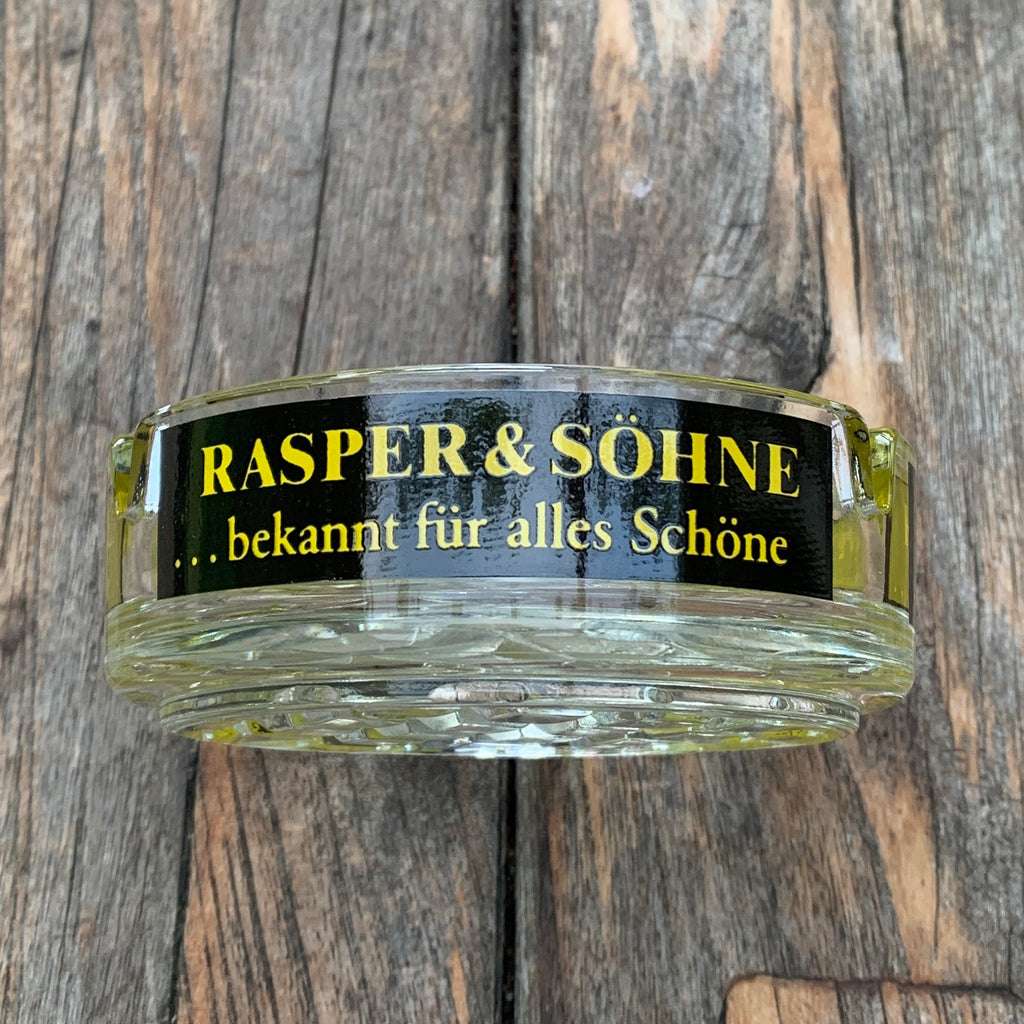 RASPER & SÖHNE
. . . bekannt für alles Schöne